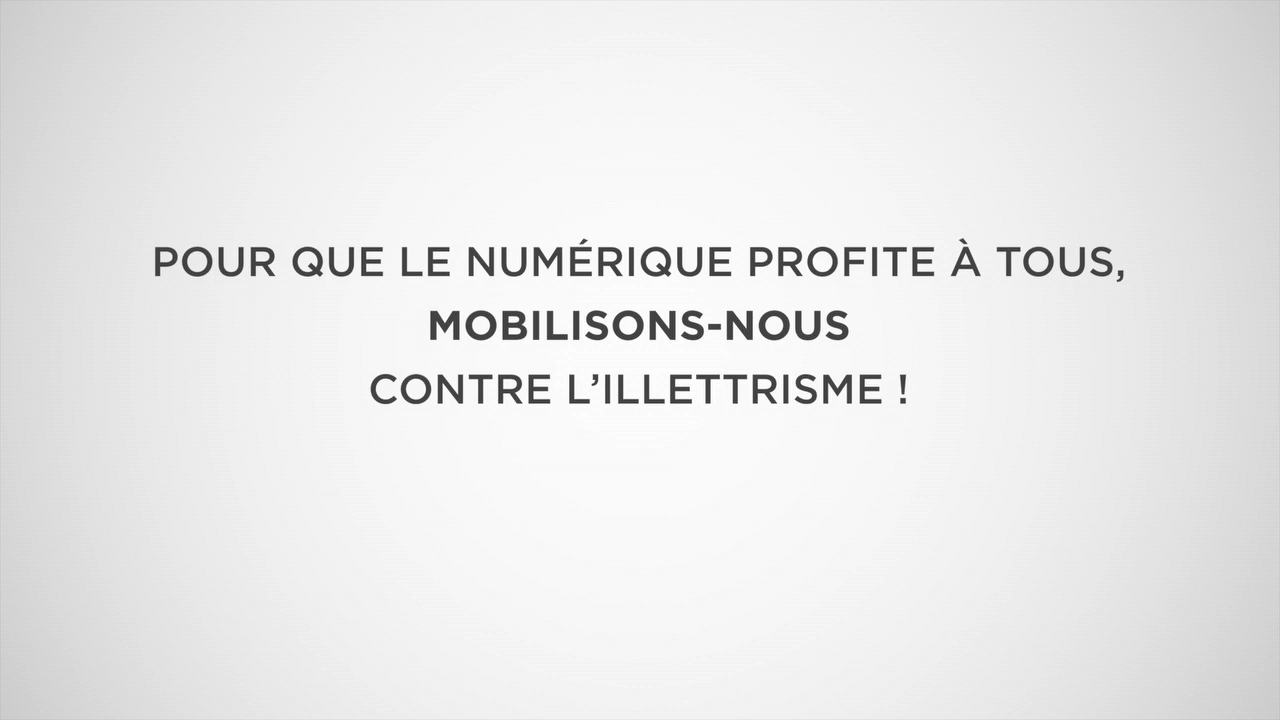 POUR QUE LE NUMÉRIQUE PROFITE À TOUS,
MOBILISONS-NOUS
CONTRE L’ILLETTRISME !